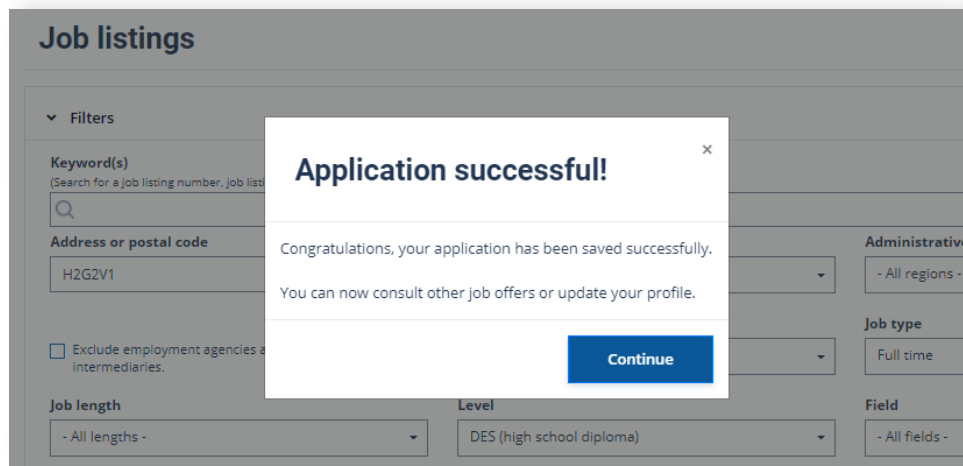 Job listings
Filters
Keyword(s)
(Search for a job listing number, job listi
Application successful!
×
Congratulations, your application has been saved successfully.
You can now consult other job offers or update your profile.
Continue
Address or postal code
H2G2V1
Administrative
- All regions -
Exclude employment agencies a
intermediaries.
Job type
Full time
Job length
- All lengths -
Level
DES (high school diploma)
Field
- All fields -